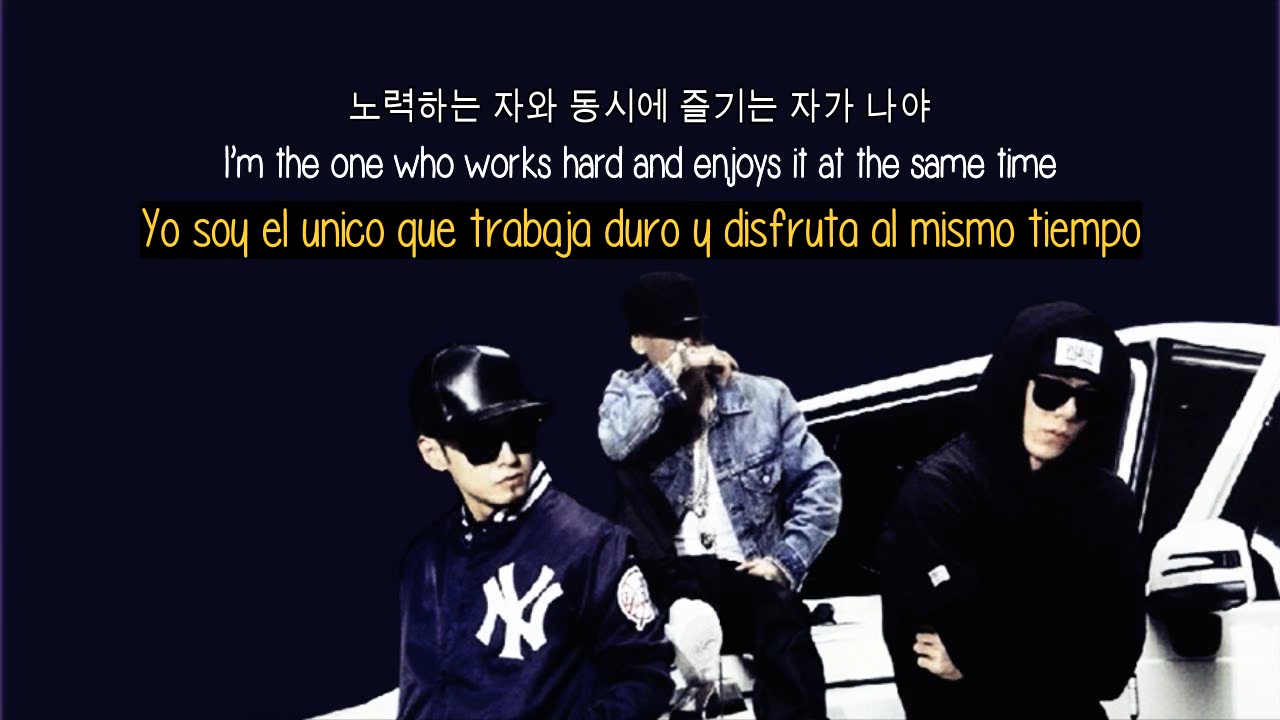 노력하는 자와 동시에 즐기는 자가 나야
I'm the one who works hard and enjoys it at the same time
Yo soy el unico que trabaja duro y disfruta al mismo tiempo
NY